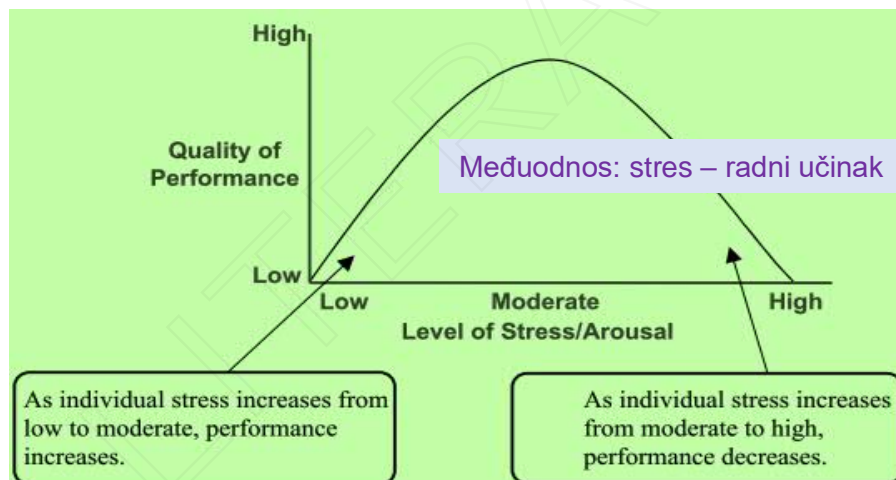 High
Quality of
Performance
Međuodnos: stres – radni učinak
Low
Low
Moderate
High
Level of Stress/Arousal
As individual stress increases from
low to moderate, performance
increases.
As individual stress increases
from moderate to high,
performance decreases.